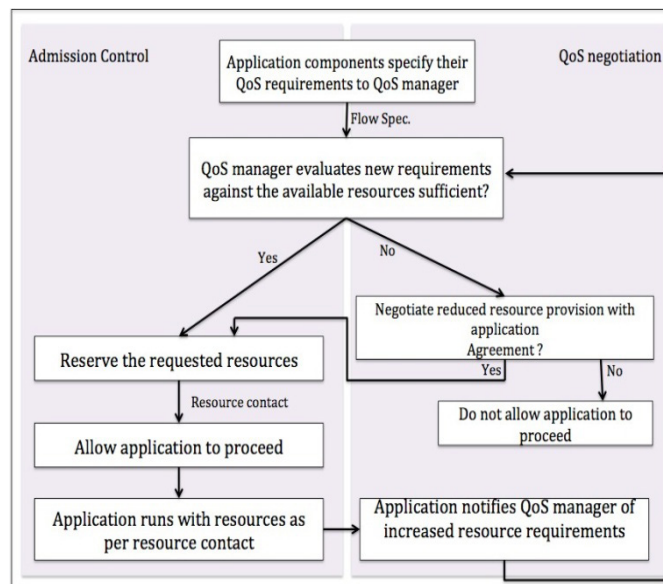 Admission Control
QoS negotiation
Application components specify their
QoS requirements to QoS manager
Flow Spec.
QoS manager evaluates new requirements
against the available resources sufficient?
Yes
No
Negotiate reduced resource provision with
application
Agreement ?
Yes
No
Reserve the requested resources
Resource contact
Do not allow application to
proceed
Allow application to proceed
Application runs with resources as
per resource contact
Application notifies QoS manager of
increased resource requirements